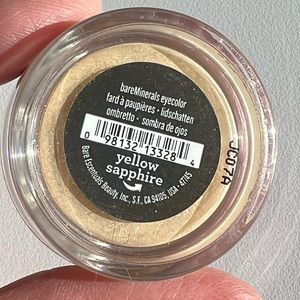 bareMinerals eyecolor
fard à paupières • lidschatten
ombretto • sombra de ojos
0 98132 13328 4
yellow
sapphire
Bare Escentuals Beauty, Inc., S.F., CA 94105, USA • 47745
JC07A